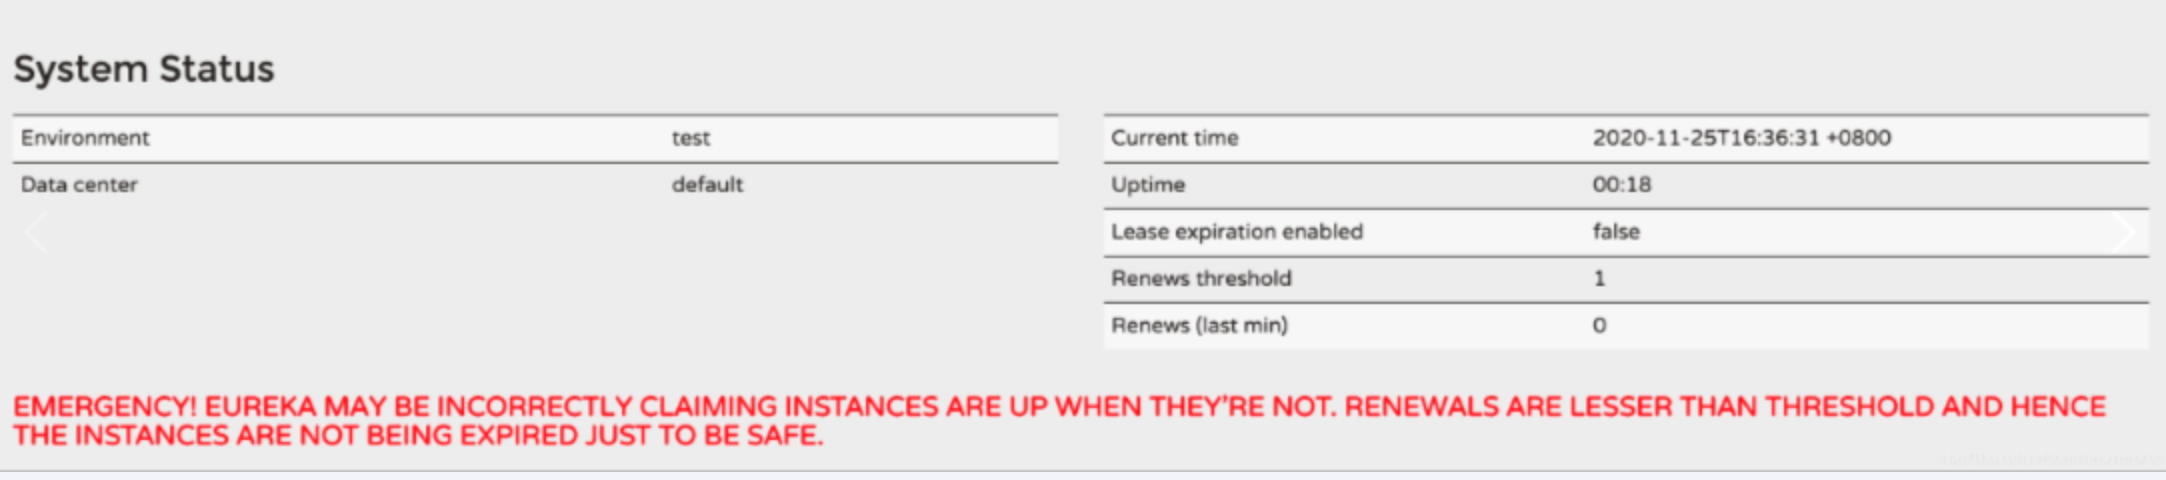 System Status
Environment test
Data center default
Current time 2020-11-25T16:36:31 +0800
Uptime 00:18
Lease expiration enabled false
Renews threshold 1
Renews (last min) 0
EMERGENCY! EUREKA MAY BE INCORRECTLY CLAIMING INSTANCES ARE UP WHEN THEY'RE NOT. RENEWALS ARE LESSER THAN THRESHOLD AND HENCE
THE INSTANCES ARE NOT BEING EXPIRED JUST TO BE SAFE.